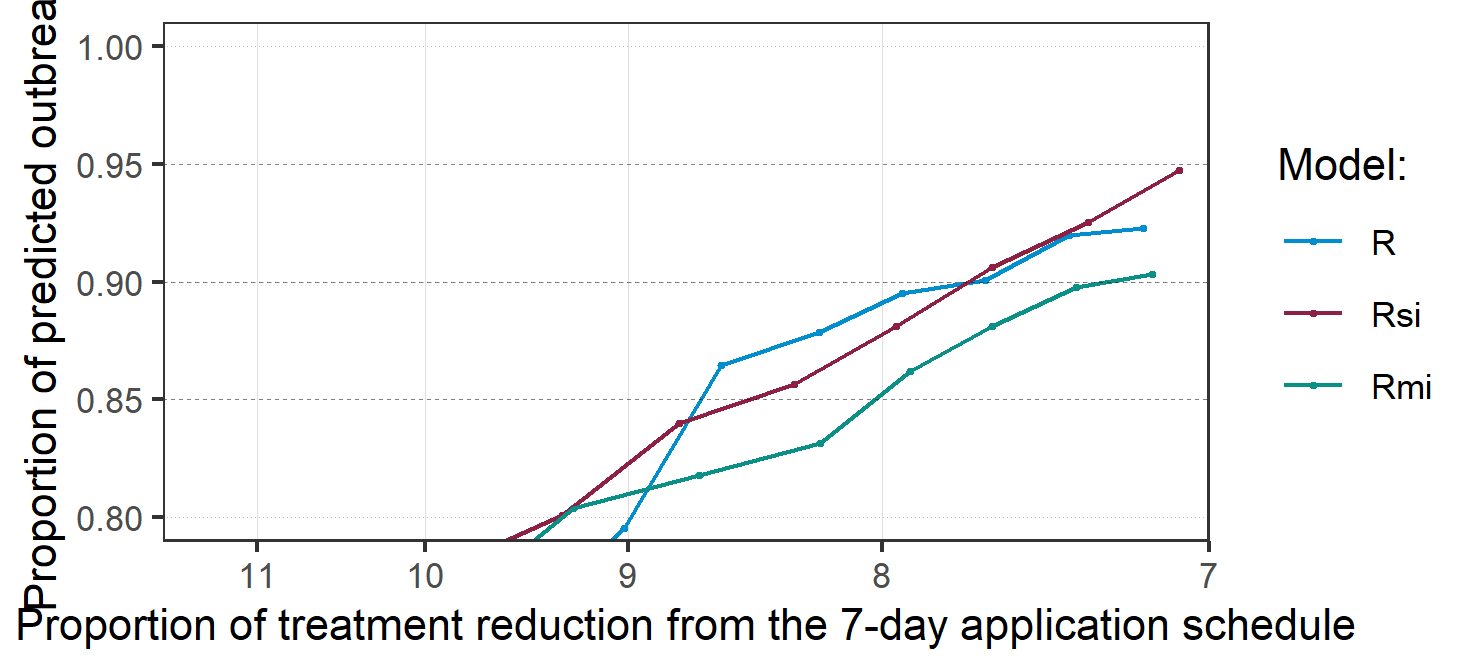 Proportion of predicted outbrea
1.00
0.95
0.90
0.85
0.80
11 10 9 8 7
Proportion of treatment reduction from the 7-day application schedule
Model:
R
Rsi
Rmi